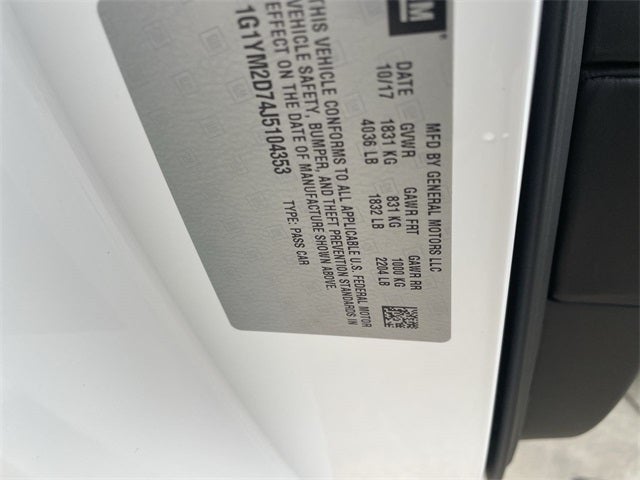 GM
MFD BY GENERAL MOTORS LLC
DATE GVWR GAWR FRT GAWR RR
10/17 1831 KG 831 KG 1000 KG
4036 LB 1832 LB 2204 LB
THIS VEHICLE CONFORMS TO ALL APPLICABLE U.S. FEDERAL MOTOR
VEHICLE SAFETY, BUMPER, AND THEFT PREVENTION STANDARDS IN
EFFECT ON THE DATE OF MANUFACTURE SHOWN ABOVE.
1G1YM2D74J5104353 TYPE: PASS CAR